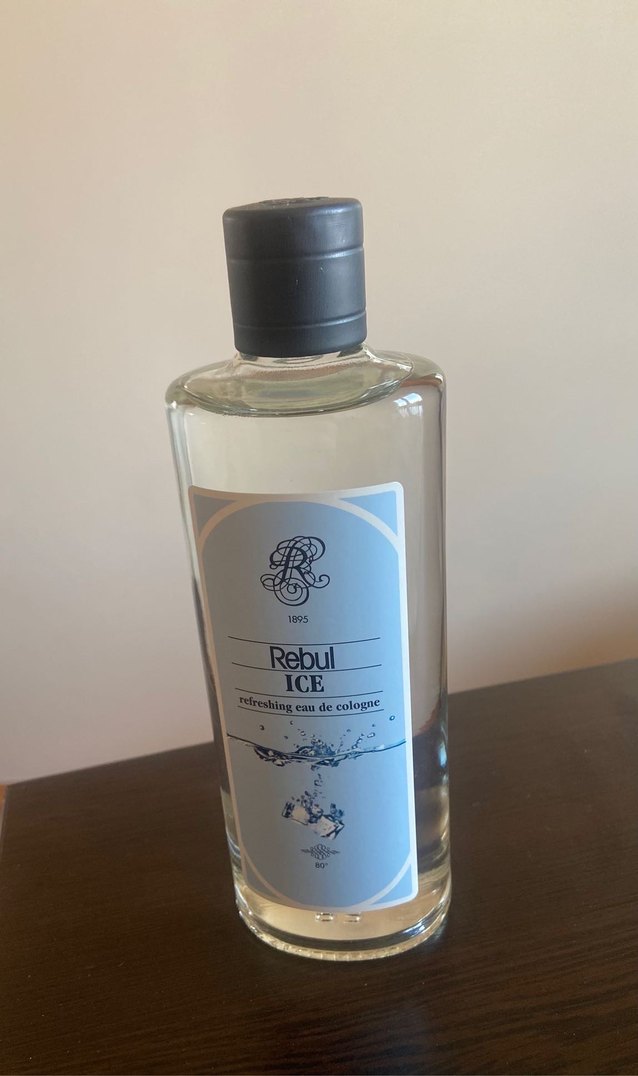 R
1895
Rebul
ICE
refreshing eau de cologne
80°